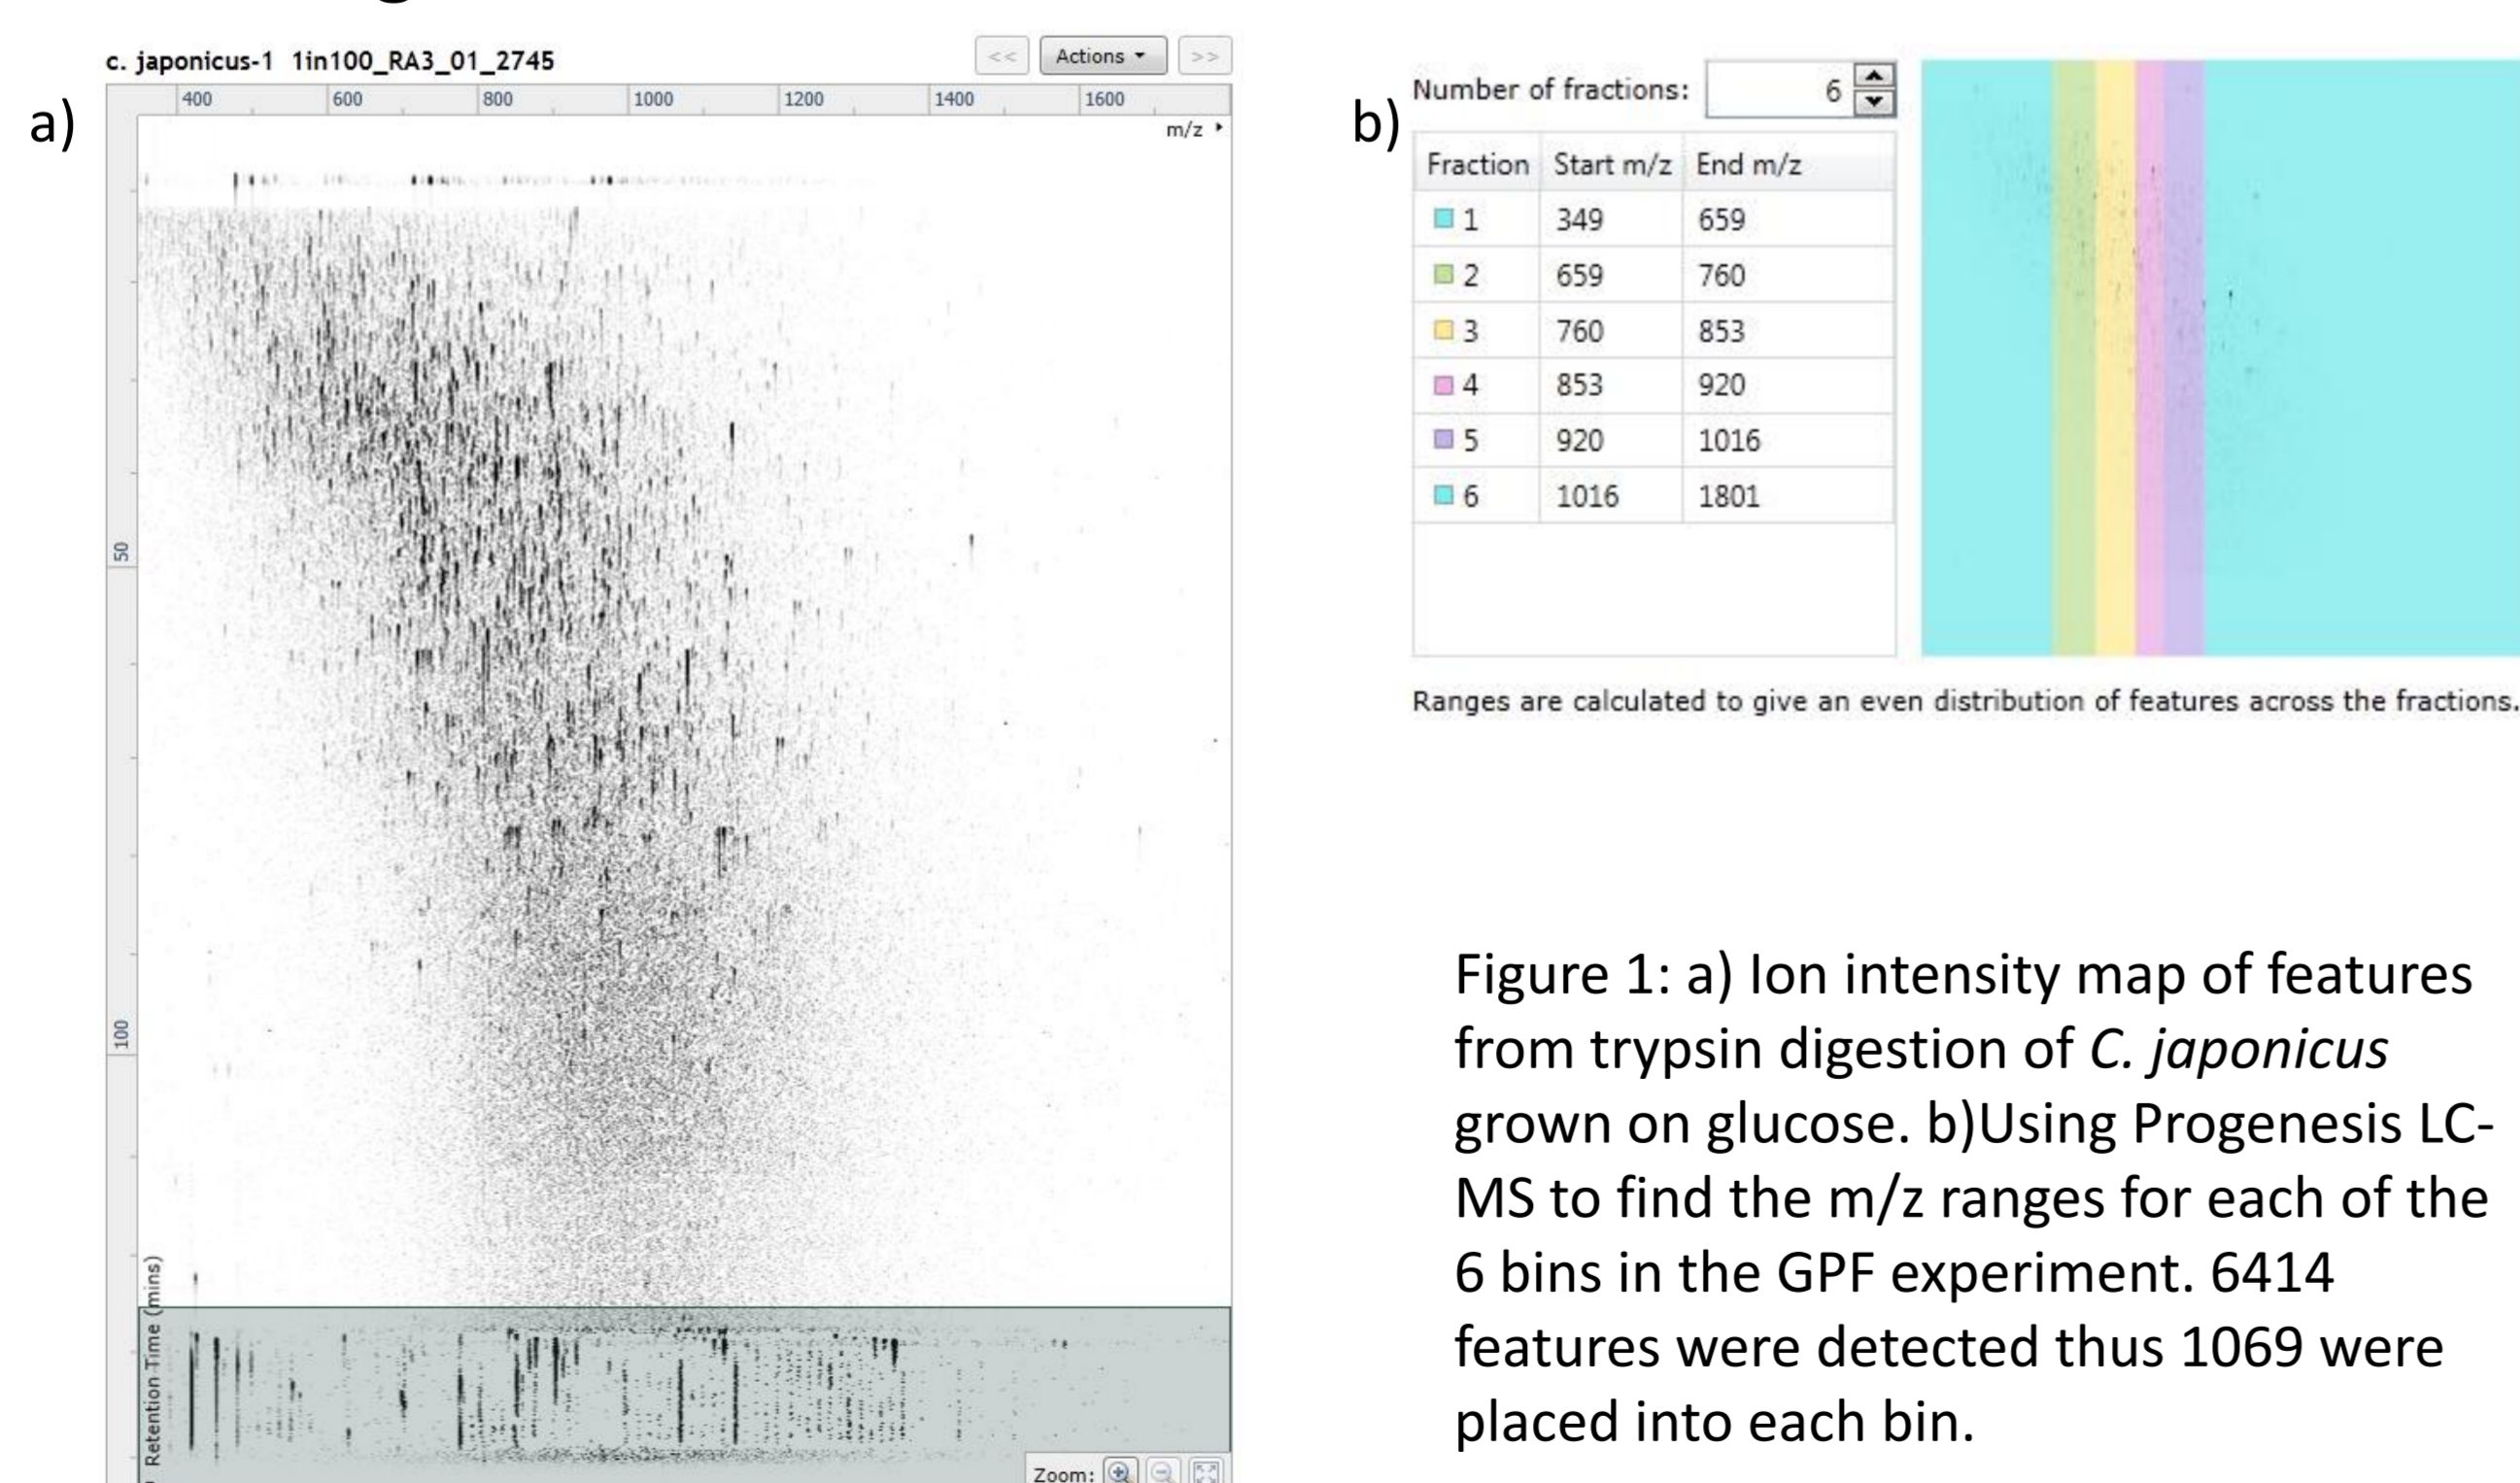 c. japonicus-1 1in100_RA3_01_2745
<< Actions >>
a)
400 600 800 1000 1200 1400 1600
m/z
50
100
Retention Time (mins)
Zoom:
b)
Number of fractions: 6
Fraction Start m/z End m/z
1 349 659
2 659 760
3 760 853
4 853 920
5 920 1016
6 1016 1801
Ranges are calculated to give an even distribution of features across the fractions.
Figure 1: a) Ion intensity map of features
from trypsin digestion of C. japonicus
grown on glucose. b)Using Progenesis LC-
MS to find the m/z ranges for each of the
6 bins in the GPF experiment. 6414
features were detected thus 1069 were
placed into each bin.